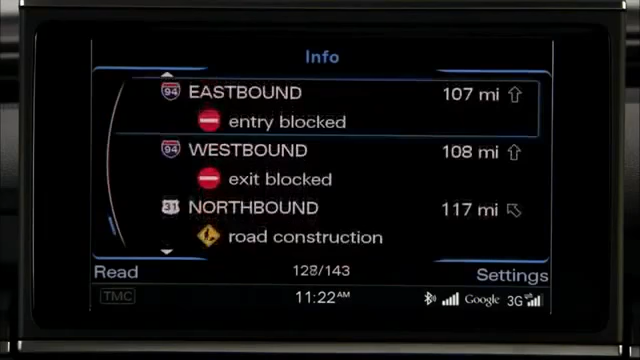 Info
94 EASTBOUND 107 mi
entry blocked
94 WESTBOUND 108 mi
exit blocked
31 NORTHBOUND 117 mi
road construction
Read 128/143 Settings
TMC 11:22AM Google 3G